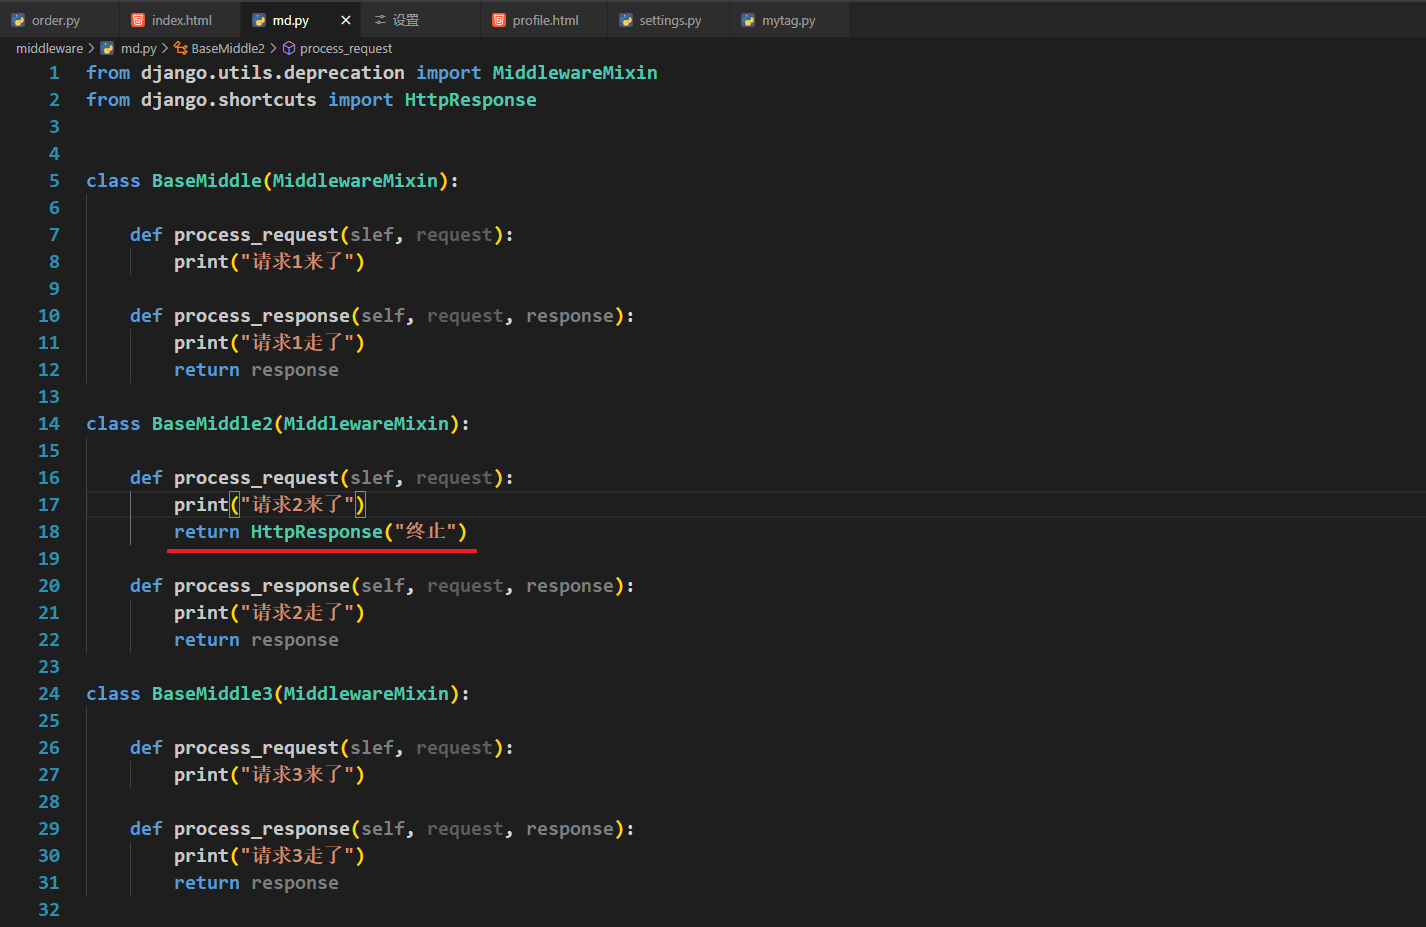 order.py index.html md.py 设置 profile.html settings.py mytag.py
middleware > md.py > BaseMiddle2 > process_request
1 from django.utils.deprecation import MiddlewareMixin
2 from django.shortcuts import HttpResponse
3
4
5 class BaseMiddle(MiddlewareMixin):
6
7     def process_request(slef, request):
8         print("请求1来了")
9
10     def process_response(self, request, response):
11         print("请求1走了")
12         return response
13
14 class BaseMiddle2(MiddlewareMixin):
15
16     def process_request(slef, request):
17         print("请求2来了")
18         return HttpResponse("终止")
19
20     def process_response(self, request, response):
21         print("请求2走了")
22         return response
23
24 class BaseMiddle3(MiddlewareMixin):
25
26     def process_request(slef, request):
27         print("请求3来了")
28
29     def process_response(self, request, response):
30         print("请求3走了")
31         return response
32